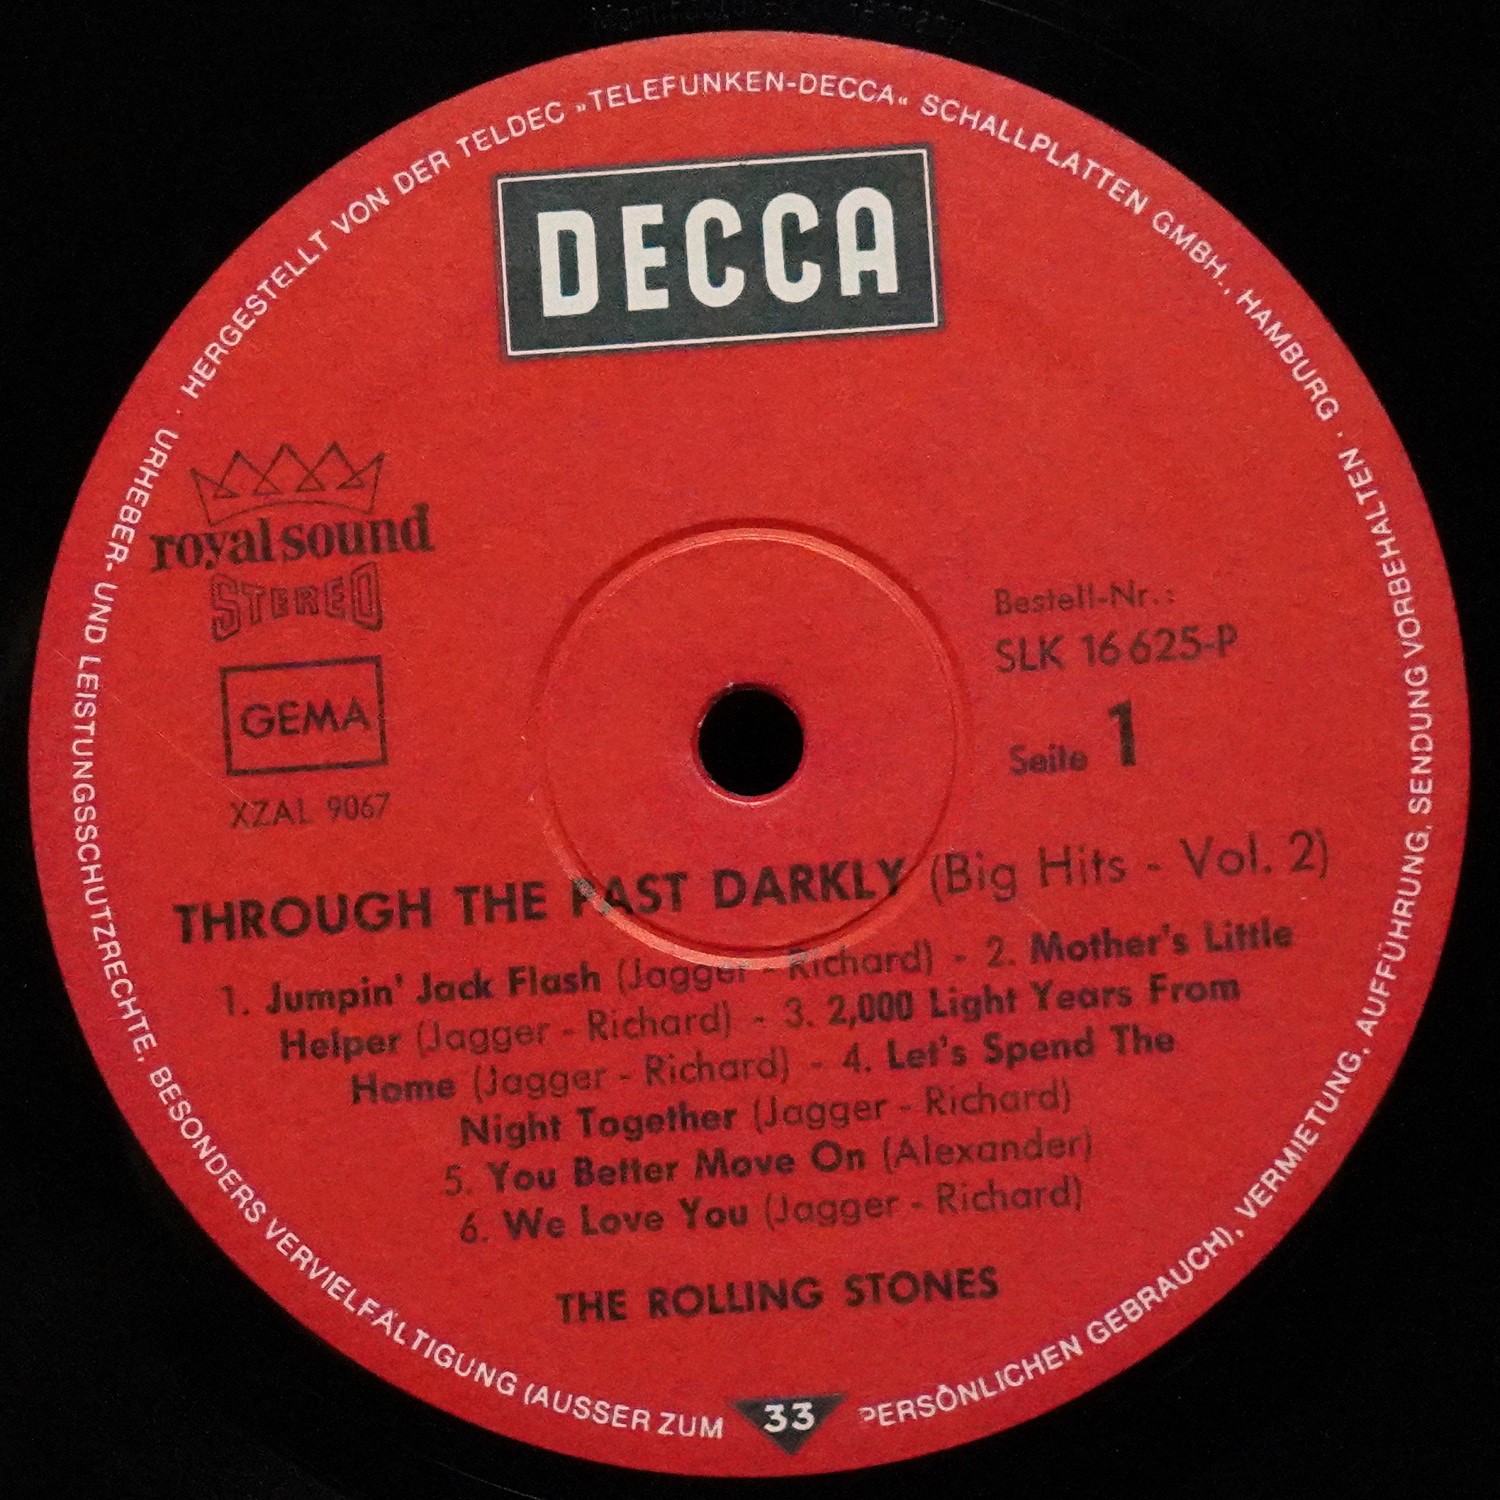 HERGESTELLT VON DER TELDEC »TELEFUNKEN-DECCA« SCHALLPLATTEN GMBH., HAMBURG ·
URHEBER- UND LEISTUNGSSCHUTZRECHTE, BESONDERS VERVIELFÄLTIGUNG (AUSSER ZUM PERSÖNLICHEN GEBRAUCH), VERMIETUNG, AUFFÜHRUNG, SENDUNG VORBEHALTEN ·
DECCA
royal sound
STEREO
GEMA
XZAL 9067
Bestell-Nr.:
SLK 16 625-P
Seite 1
THROUGH THE PAST DARKLY (Big Hits - Vol. 2)
1. Jumpin' Jack Flash (Jagger - Richard) - 2. Mother's Little
Helper (Jagger - Richard) - 3. 2,000 Light Years From
Home (Jagger - Richard) - 4. Let's Spend The
Night Together (Jagger - Richard)
5. You Better Move On (Alexander)
6. We Love You (Jagger - Richard)
THE ROLLING STONES
33